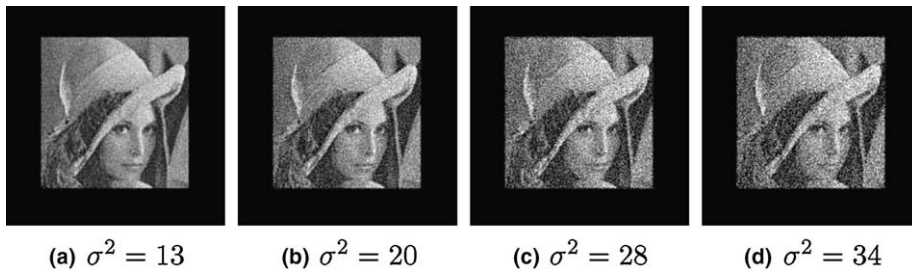 (a) σ² = 13
(b) σ² = 20
(c) σ² = 28
(d) σ² = 34